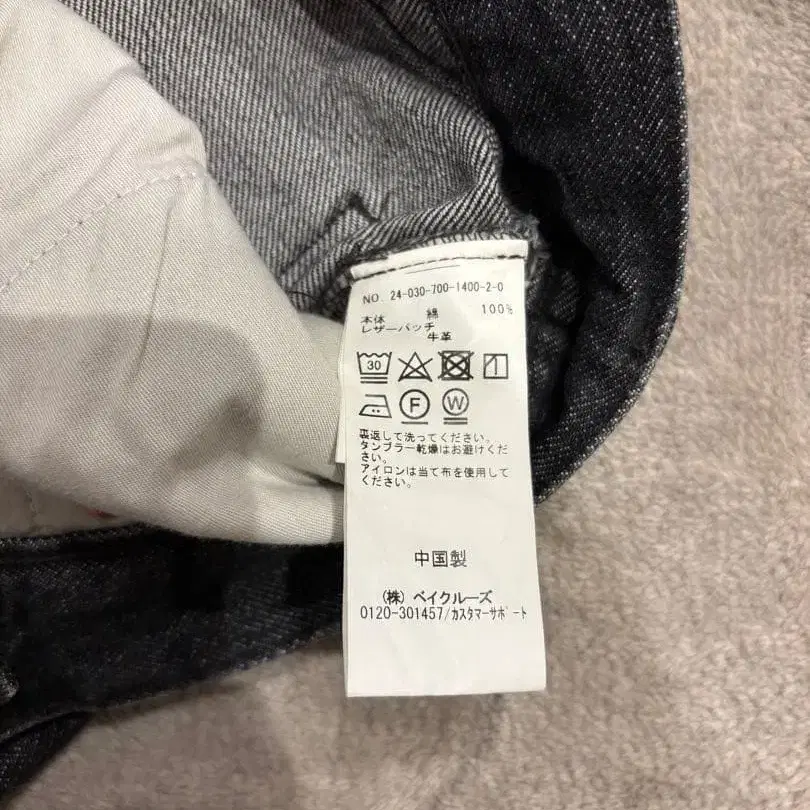 NO. 24-030-700-1400-2-0
本体 綿 100%
レザーパッチ
牛革
30
F W
裏返して洗ってください。
タンブラー乾燥はお避けくだ
さい。
アイロンは当て布を使用して
ください。
中国製
(株) ベイクルーズ
0120-301457/カスタマーサポート